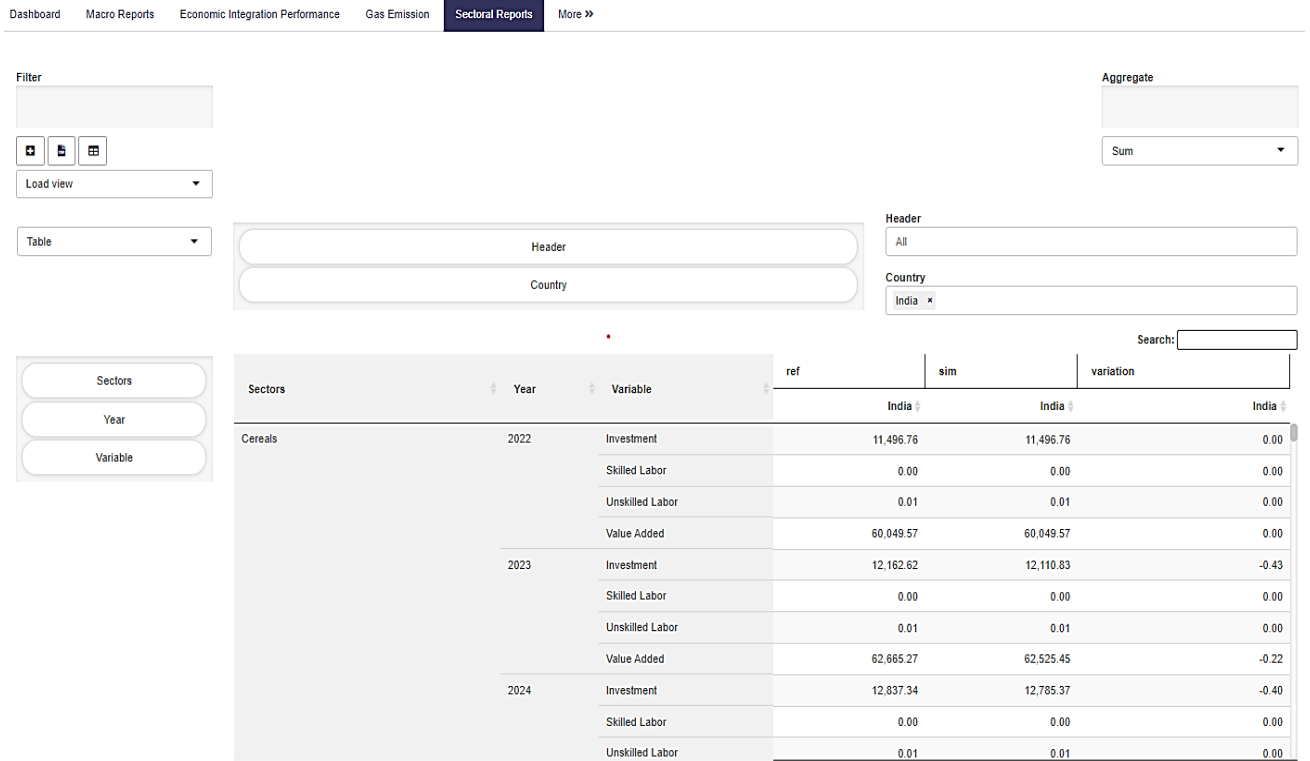 Dashboard Macro Reports Economic Integration Performance Gas Emission Sectoral Reports More »
Filter
Aggregate
Sum
Load view
Table
Header
Country
Header
All
Country
India ×
Search:
Sectors
Year
Variable
Sectors Year Variable ref sim variation
India India India
Cereals 2022 Investment 11,496.76 11,496.76 0.00
Skilled Labor 0.00 0.00 0.00
Unskilled Labor 0.01 0.01 0.00
Value Added 60,049.57 60,049.57 0.00
2023 Investment 12,162.62 12,110.83 -0.43
Skilled Labor 0.00 0.00 0.00
Unskilled Labor 0.01 0.01 0.00
Value Added 62,665.27 62,525.45 -0.22
2024 Investment 12,837.34 12,785.37 -0.40
Skilled Labor 0.00 0.00 0.00
Unskilled Labor 0.01 0.01 0.00